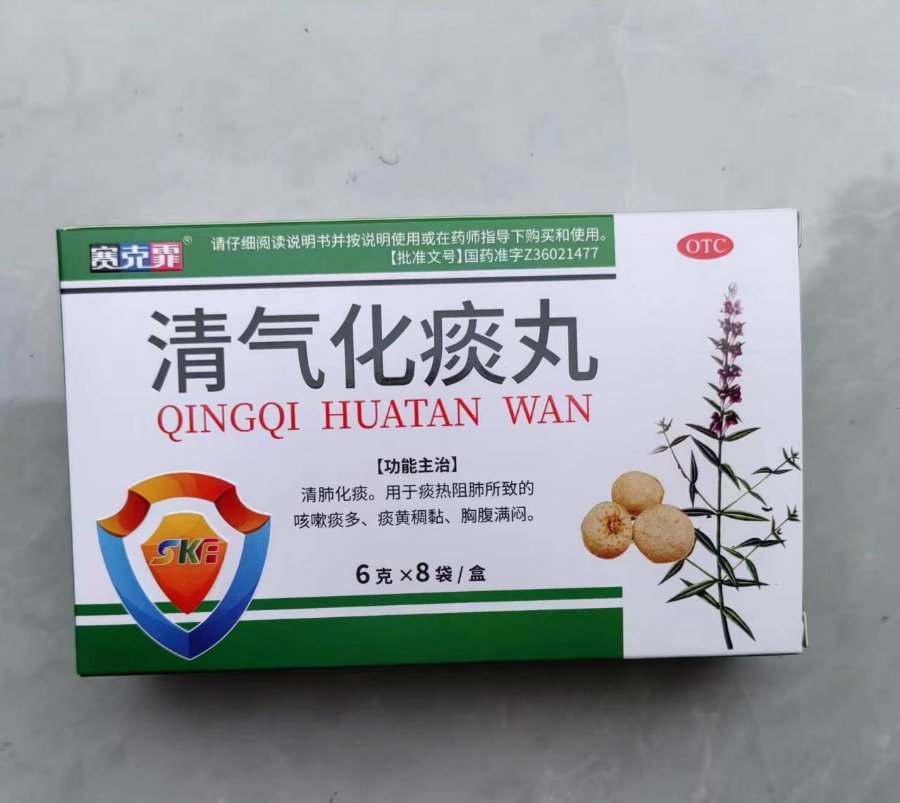 赛克霏®
请仔细阅读说明书并按说明使用或在药师指导下购买和使用。
【批准文号】国药准字Z36021477
OTC
清气化痰丸
QINGQI HUATAN WAN
【功能主治】
清肺化痰。用于痰热阻肺所致的
咳嗽痰多、痰黄稠黏、胸腹满闷。
SKF
6克×8袋/盒